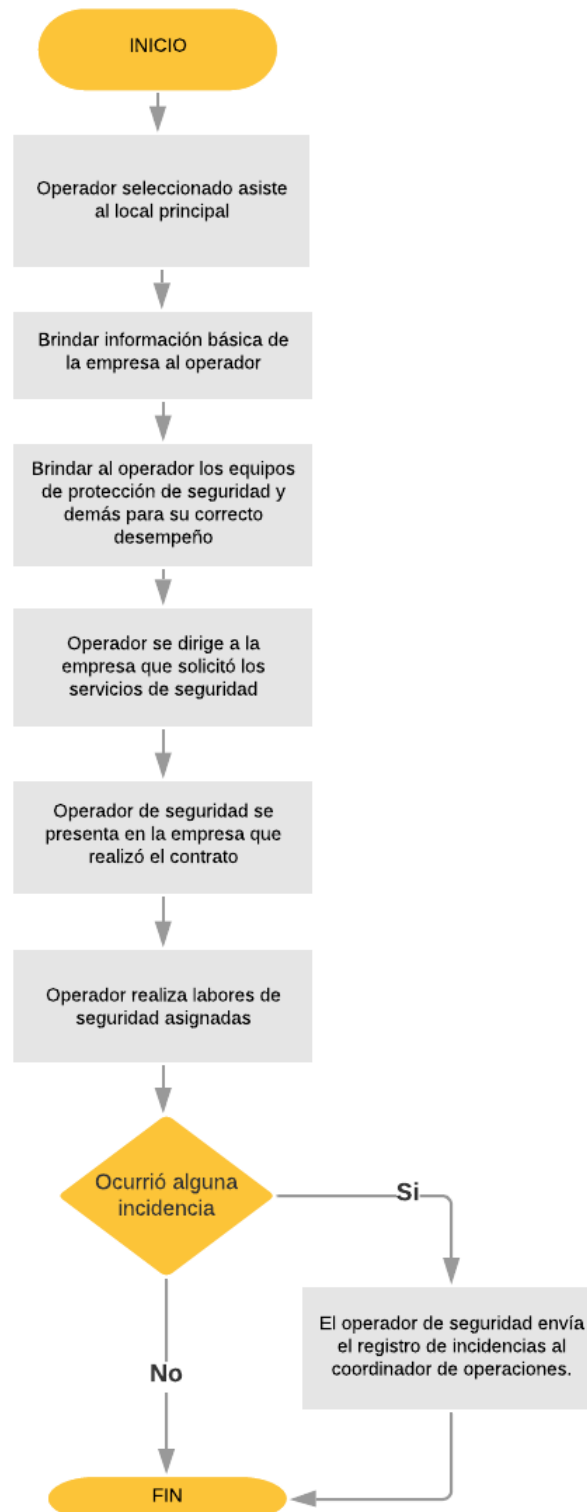 INICIO
Operador seleccionado asiste
al local principal
Brindar información básica de
la empresa al operador
Brindar al operador los equipos
de protección de seguridad y
demás para su correcto
desempeño
Operador se dirige a la
empresa que solicitó los
servicios de seguridad
Operador de seguridad se
presenta en la empresa que
realizó el contrato
Operador realiza labores de
seguridad asignadas
Ocurrió alguna
incidencia
Si
El operador de seguridad envía
el registro de incidencias al
coordinador de operaciones.
No
FIN